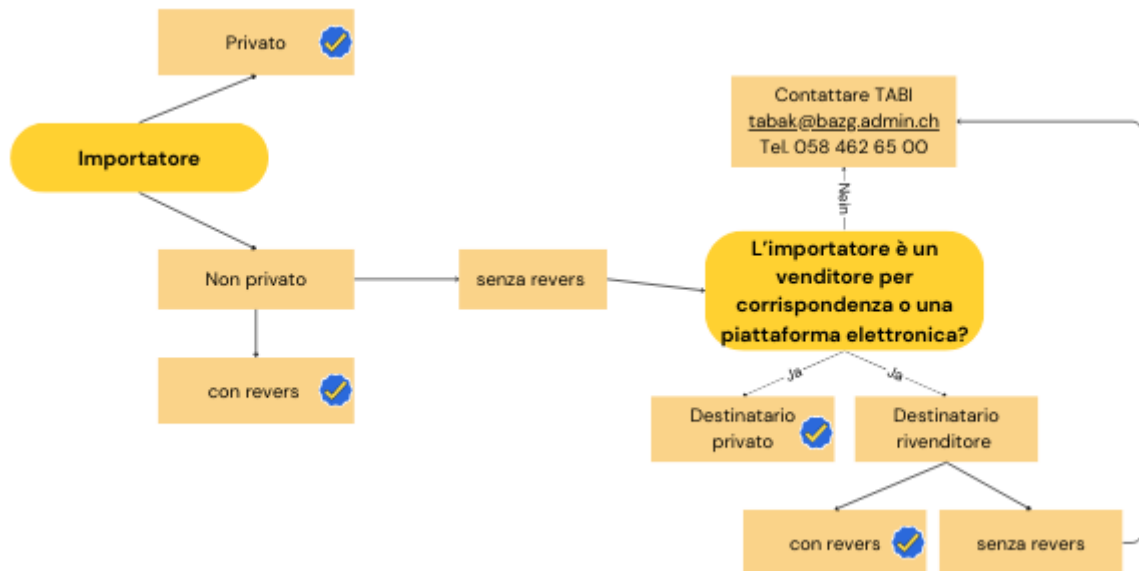 Privato
Importatore
Non privato
con revers
senza revers
Contattare TABI
tabak@bazg.admin.ch
Tel. 058 462 65 00
Nein
L'importatore è un
venditore per
corrispondenza o una
piattaforma elettronica?
Ja
Ja
Destinatario
privato
Destinatario
rivenditore
con revers
senza revers